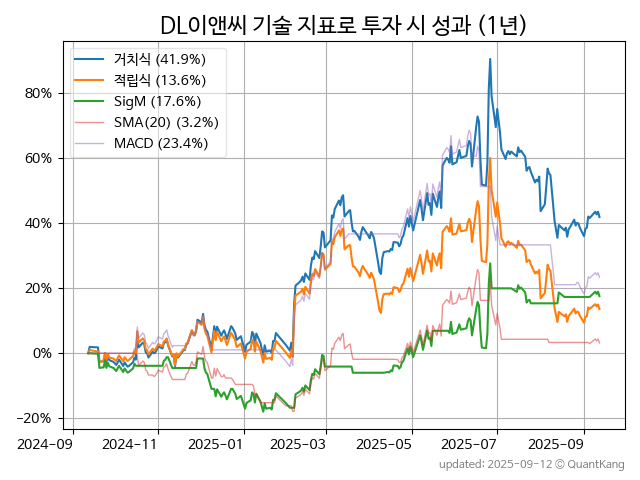 DL이앤씨 기술 지표로 투자 시 성과 (1년)
거치식 (41.9%)
적립식 (13.6%)
SigM (17.6%)
SMA(20) (3.2%)
MACD (23.4%)
80%
60%
40%
20%
0%
−20%
2024-09 2024-11 2025-01 2025-03 2025-05 2025-07 2025-09
updated: 2025-09-12 © QuantKang